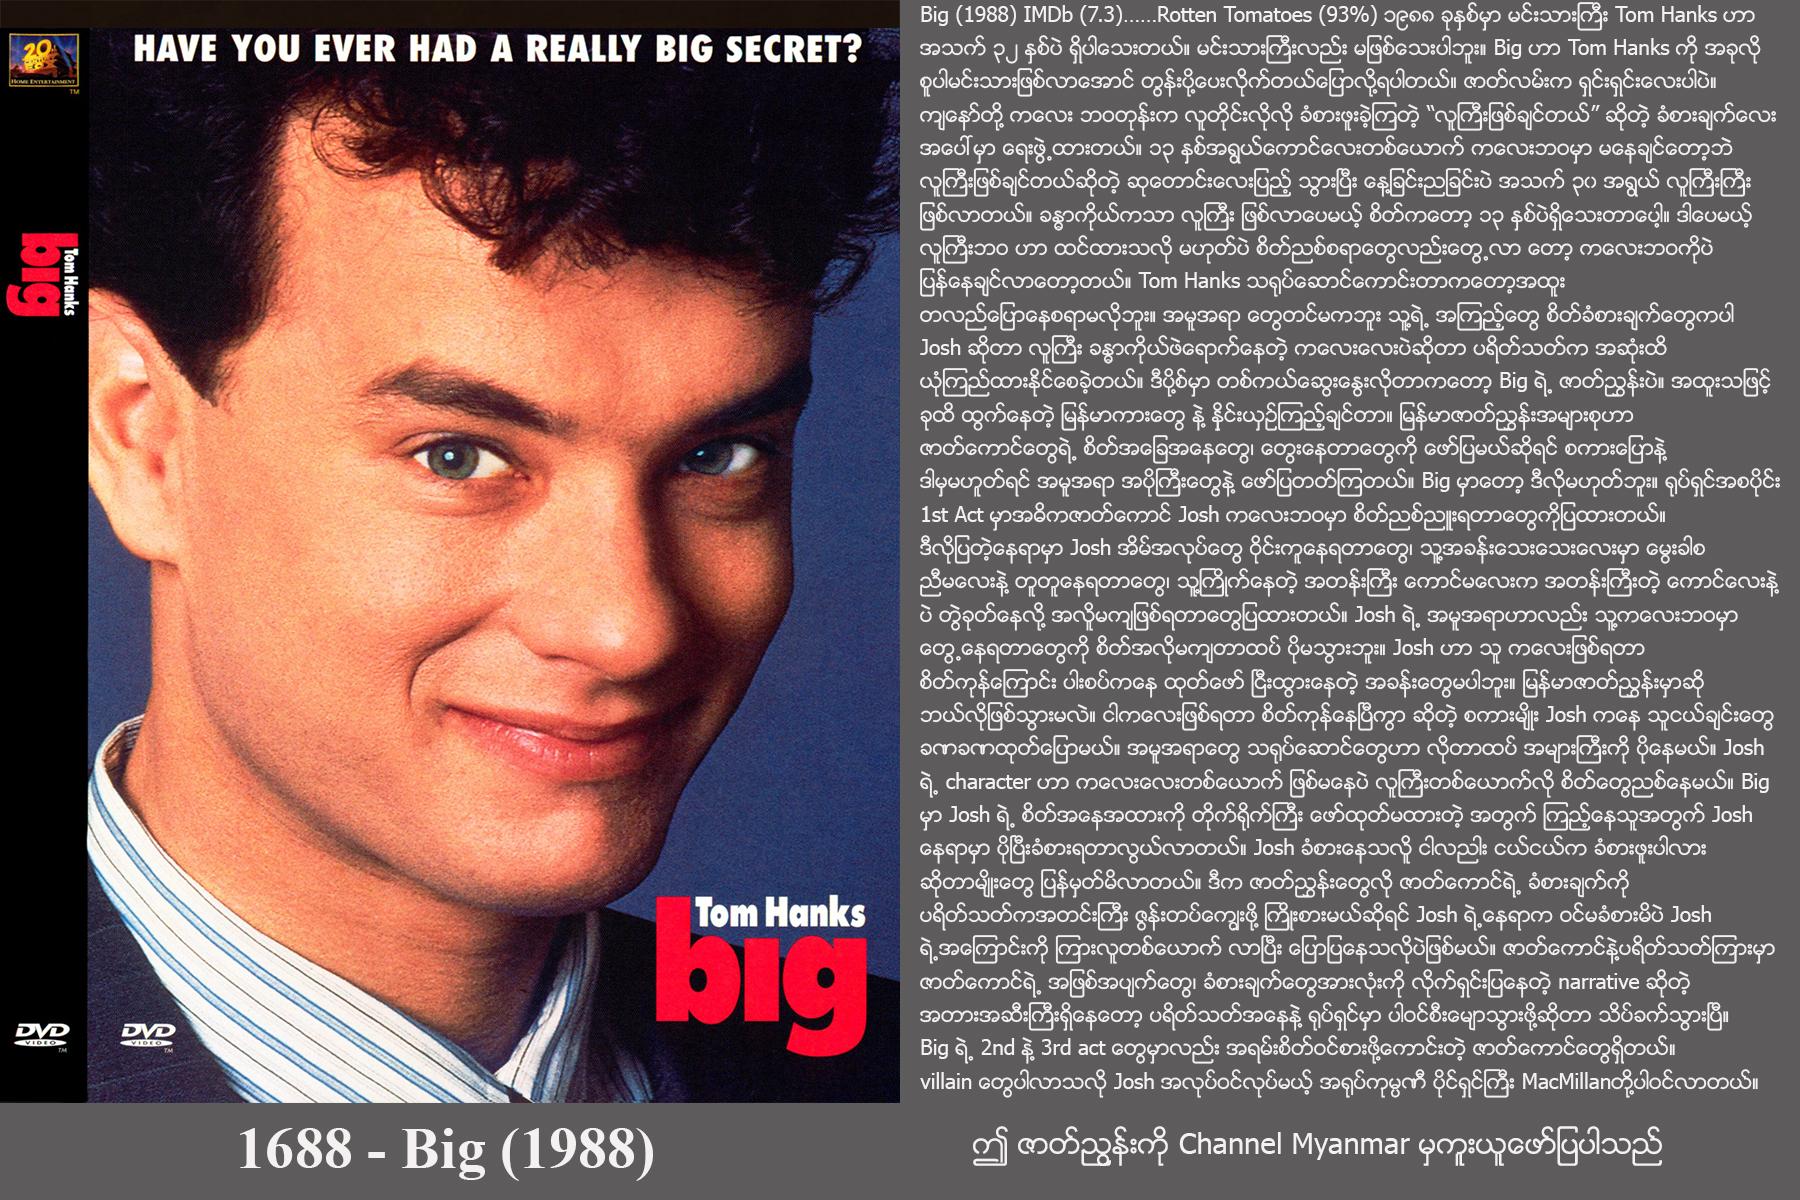 HAVE YOU EVER HAD A REALLY BIG SECRET?
20
HOME ENTERTAINMENT
TM
big
Tom Hanks
Tom Hanks
big
DVD
VIDEO
TM
DVD
VIDEO
TM
1688 - Big (1988)
Big (1988) IMDb (7.3)......Rotten Tomatoes (93%) ၁၉၈၈ ခုနှစ်မှာ မင်းသားကြီး Tom Hanks ဟာ
အသက် ၃၂ နှစ်ပဲ ရှိပါသေးတယ်။ မင်းသားကြီးလည်း မဖြစ်သေးပါဘူး။ Big ဟာ Tom Hanks ကို အခုလို
စူပါမင်းသားဖြစ်လာအောင် တွန်းပို့ပေးလိုက်တယ်ပြောလို့ရပါတယ်။ ဇာတ်လမ်းက ရှင်းရှင်းလေးပါပဲ။
ကျနော်တို့ ကလေး ဘဝတုန်းက လူတိုင်းလိုလို ခံစားဖူးခဲ့ကြတဲ့ “လူကြီးဖြစ်ချင်တယ်” ဆိုတဲ့ ခံစားချက်လေး
အပေါ်မှာ ရေးဖွဲ့ထားတယ်။ ၁၃ နှစ်အရွယ်ကောင်လေးတစ်ယောက် ကလေးဘဝမှာ မနေချင်တော့ဘဲ
လူကြီးဖြစ်ချင်တယ်ဆိုတဲ့ ဆုတောင်းလေးပြည့် သွားပြီး နေ့ခြင်းညခြင်းပဲ အသက် ၃၀ အရွယ် လူကြီးကြီး
ဖြစ်လာတယ်။ ခန္ဓာကိုယ်ကသာ လူကြီး ဖြစ်လာပေမယ့် စိတ်ကတော့ ၁၃ နှစ်ပဲရှိသေးတာပေါ့။ ဒါပေမယ့်
လူကြီးဘဝ ဟာ ထင်ထားသလို မဟုတ်ပဲ စိတ်ညစ်စရာတွေလည်းတွေ့လာ တော့ ကလေးဘဝကိုပဲ
ပြန်နေချင်လာတော့တယ်။ Tom Hanks သရုပ်ဆောင်ကောင်းတာကတော့အထူး
တလည်ပြောနေစရာမလိုဘူး။ အမူအရာ တွေတင်မကဘူး သူ့ရဲ့ အကြည့်တွေ စိတ်ခံစားချက်တွေကပါ
Josh ဆိုတာ လူကြီး ခန္ဓာကိုယ်ဖဲရောက်နေတဲ့ ကလေးလေးပဲဆိုတာ ပရိတ်သတ်က အဆုံးထိ
ယုံကြည်ထားနိုင်စေခဲ့တယ်။ ဒီပို့စ်မှာ တစ်ကယ်ဆွေးနွေးလိုတာကတော့ Big ရဲ့ ဇာတ်ညွှန်းပဲ။ အထူးသဖြင့်
ခုထိ ထွက်နေတဲ့ မြန်မာကားတွေ နဲ့ နှိုင်းယှဉ်ကြည့်ချင်တာ။ မြန်မာဇာတ်ညွှန်းအများစုဟာ
ဇာတ်ကောင်တွေရဲ့ စိတ်အခြေအနေတွေ၊ တွေးနေတာတွေကို ဖော်ပြမယ်ဆိုရင် စကားပြောနဲ့
ဒါမှမဟူတ်ရင် အမူအရာ အပိုကြီးတွေနဲ့ ဖော်ပြတတ်ကြတယ်။ Big မှာတော့ ဒီလိုမဟုတ်ဘူး။ ရုပ်ရှင်အစပိုင်း
1st Act မှာအဓိကဇာတ်ကောင် Josh ကလေးဘဝမှာ စိတ်ညစ်ညူးရတာတွေကိုပြထားတယ်။
ဒီလိုပြတဲ့နေရာမှာ Josh အိမ်အလုပ်တွေ ဝိုင်းကူနေရတာတွေ၊ သူ့အခန်းသေးသေးလေးမှာ မွေးခါစ
ညီမလေးနဲ့ တူတူနေရတာတွေ၊ သူ့ကြိုက်နေတဲ့ အတန်းကြီး ကောင်မလေးက အတန်းကြီးတဲ့ ကောင်လေးနဲ့
ပဲ တွဲခုတ်နေလို့ အလိူမကျဖြစ်ရတာတွေပြထားတယ်။ Josh ရဲ့ အမူအရာဟာလည်း သူ့ကလေးဘဝမှာ
တွေ့နေရတာတွေကို စိတ်အလိုမကျတာထပ် ပိုမသွားဘူး။ Josh ဟာ သူ ကလေးဖြစ်ရတာ
စိတ်ကုန်ကြောင်း ပါးစပ်ကနေ ထုတ်ဖော် ငြီးထွားနေတဲ့ အခန်းတွေမပါဘူး။ မြန်မာဇာတ်ညွှန်းမှာဆို
ဘယ်လိုဖြစ်သွားမလဲ။ ငါကလေးဖြစ်ရတာ စိတ်ကုန်နေပြီကွာ ဆိုတဲ့ စကားမျိုး Josh ကနေ သူငယ်ချင်းတွေ
ခဏခဏထုတ်ပြောမယ်။ အမူအရာတွေ သရုပ်ဆောင်တွေဟာ လိုတာထပ် အများကြီးကို ပိုနေမယ်။ Josh
ရဲ့ character ဟာ ကလေးလေးတစ်ယောက် ဖြစ်မနေပဲ လူကြီးတစ်ယောက်လို စိတ်တွေညစ်နေမယ်။ Big
မှာ Josh ရဲ့ စိတ်အနေအထားကို တိုက်ရိုက်ကြီး ဖော်ထုတ်မထားတဲ့ အတွက် ကြည့်နေသူအတွက် Josh
နေရာမှာ ပိုပြီးခံစားရတာလွယ်လာတယ်။ Josh ခံစားနေသလို ငါလညါး ငယ်ငယ်က ခံစားဖူးပါလား
ဆိုတာမျိုးတွေ ပြန်မှတ်မိလာတယ်။ ဒီက ဇာတ်ညွှန်းတွေလို ဇာတ်ကောင်ရဲ့ ခံစားချက်ကို
ပရိတ်သတ်ကအတင်းကြီး ဇွန်းတပ်ကျွေးဖို့ ကြိုးစားမယ်ဆိုရင် Josh ရဲ့နေရာက ဝင်မခံစားမိပဲ Josh
ရဲ့အကြောင်းကို ကြားလူတစ်ယောက် လာပြီး ပြောပြနေသလိုပဲဖြစ်မယ်။ ဇာတ်ကောင်နဲ့ပရိတ်သတ်ကြားမှာ
ဇာတ်ကောင်ရဲ့ အဖြစ်အပျက်တွေ၊ ခံစားချက်တွေအားလုံးကို လိုက်ရှင်းပြနေတဲ့ narrative ဆိုတဲ့
အတားအဆီးကြီးရှိနေတော့ ပရိတ်သတ်အနေနဲ့ ရုပ်ရှင်မှာ ပါဝင်စီးမျောသွားဖို့ဆိုတာ သိပ်ခက်သွားပြီ။
Big ရဲ့ 2nd နဲ့ 3rd act တွေမှာလည်း အရမ်းစိတ်ဝင်စားဖို့ကောင်းတဲ့ ဇာတ်ကောင်တွေရှိတယ်။
villain တွေပါလာသလို Josh အလုပ်ဝင်လုပ်မယ့် အရုပ်ကုမ္ပဏီ ပိုင်ရှင်ကြီး MacMillanတို့ပါဝင်လာတယ်။
ဤ ဇာတ်ညွှန်းကို Channel Myanmar မှကူးယူဖော်ပြပါသည်